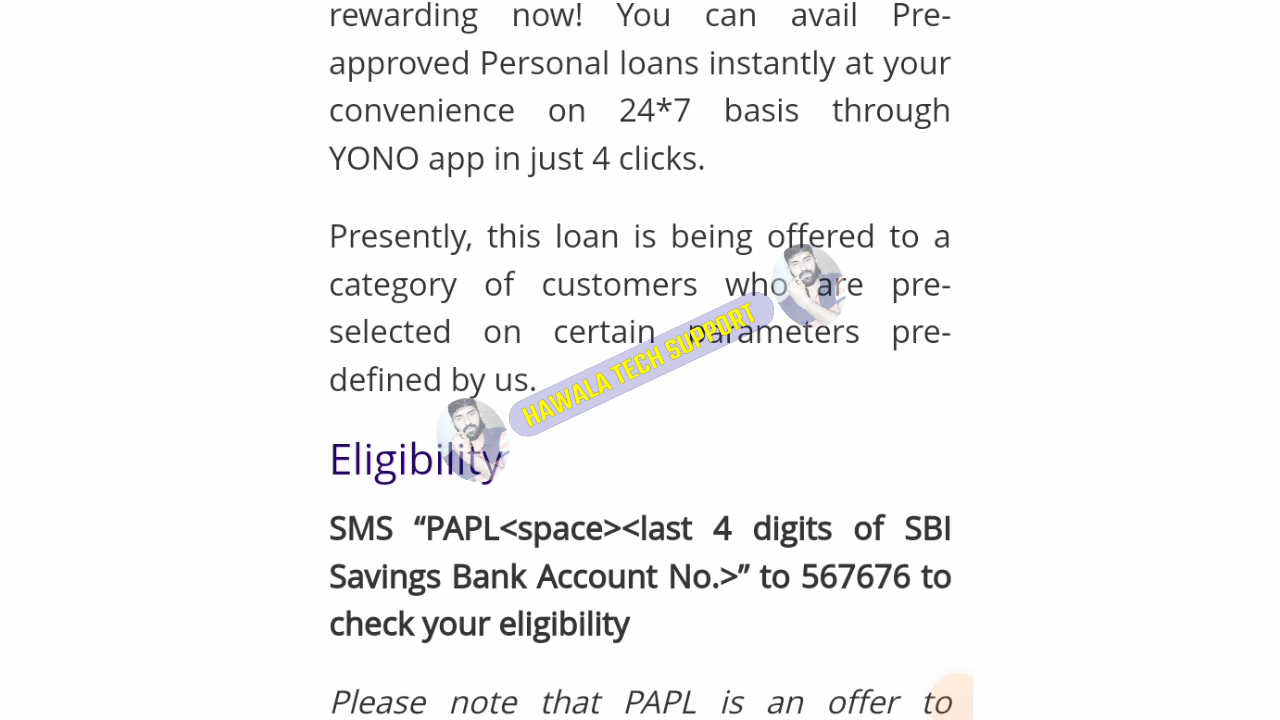 rewarding now! You can avail Pre-
approved Personal loans instantly at your
convenience on 24*7 basis through
YONO app in just 4 clicks.
Presently, this loan is being offered to a
category of customers who are pre-
selected on certain parameters pre-
defined by us.
HAWALA TECH SUPPORT
Eligibility
SMS “PAPL<space><last 4 digits of SBI
Savings Bank Account No.>” to 567676 to
check your eligibility
Please note that PAPL is an offer to